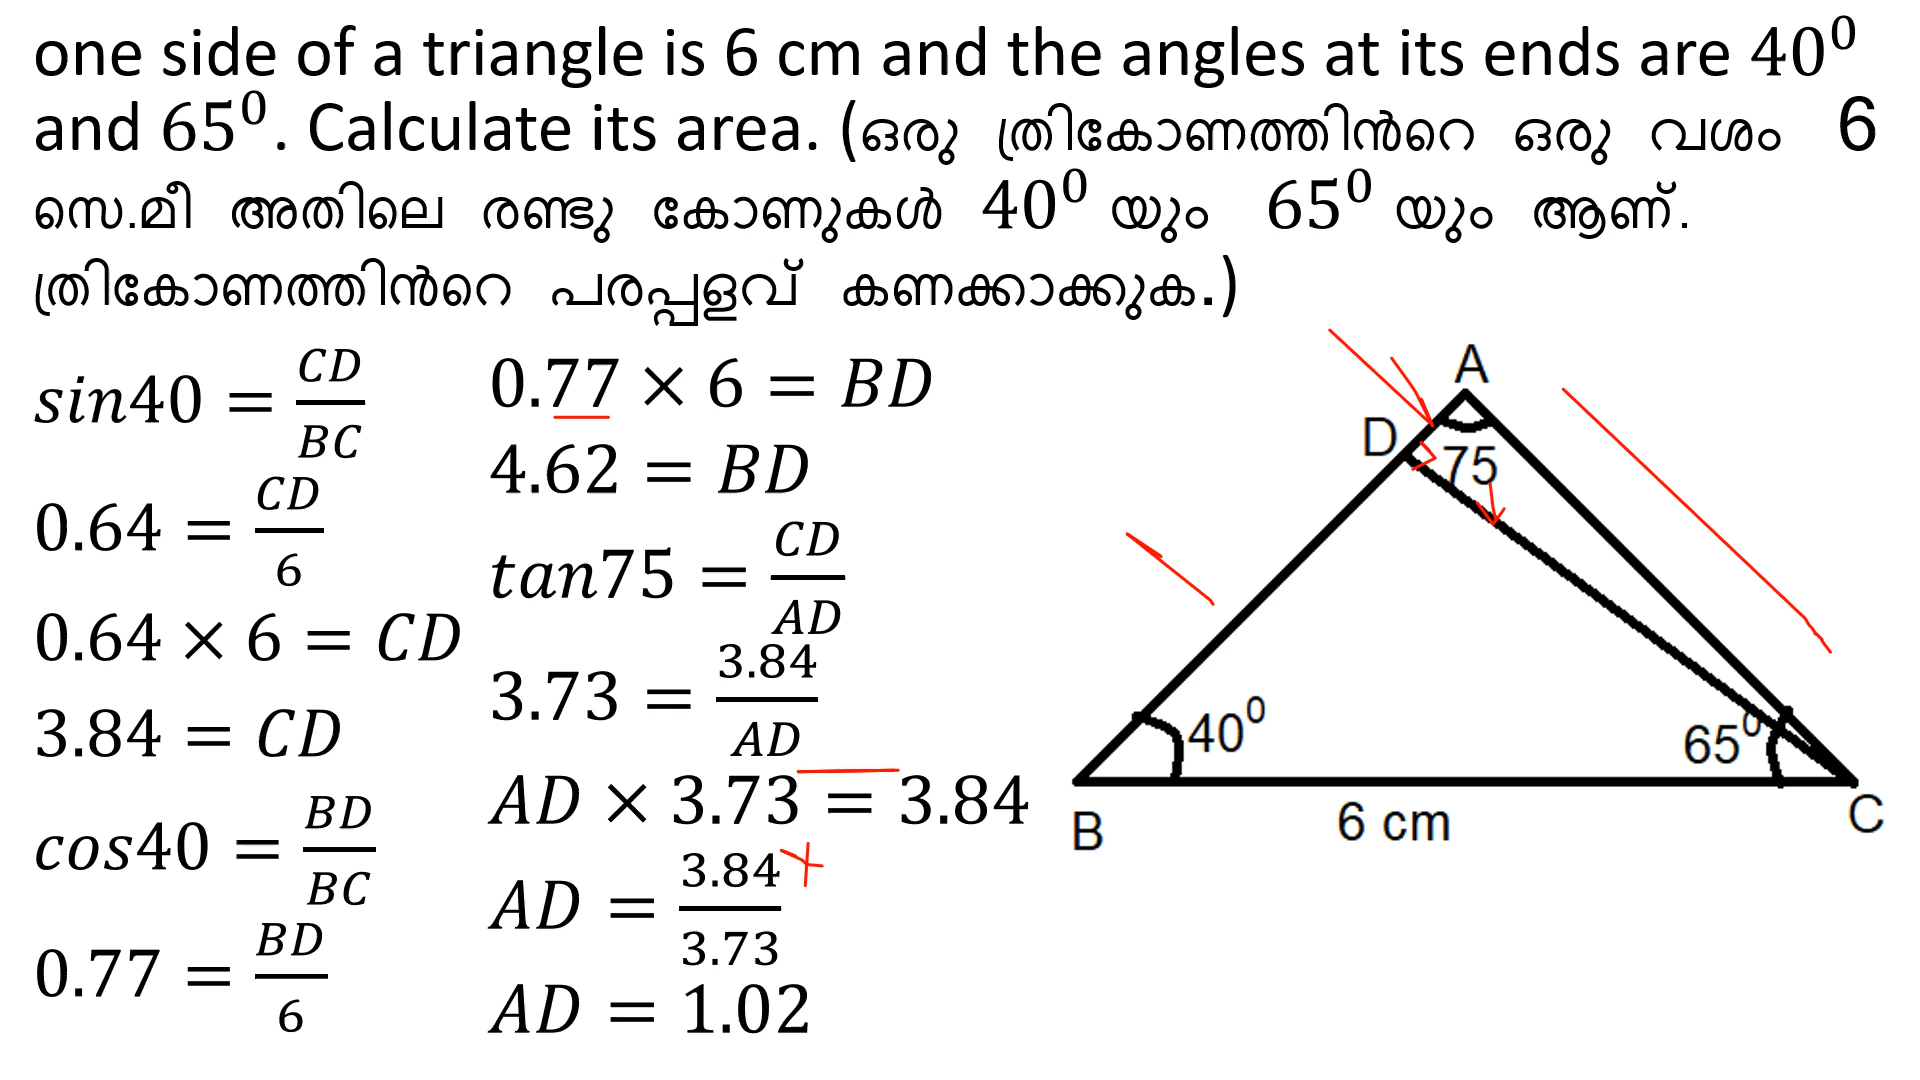 one side of a triangle is 6 cm and the angles at its ends are 40⁰
and 65⁰. Calculate its area. (ഒരു ത്രികോണത്തിൻറെ ഒരു വശം 6
സെ.മീ അതിലെ രണ്ടു കോണുകൾ 40⁰ യും 65⁰ യും ആണ്.
ത്രികോണത്തിൻറെ പരപ്പളവ് കണക്കാക്കുക.)
sin40 = CD/BC
0.64 = CD/6
0.64 × 6 = CD
3.84 = CD
cos40 = BD/BC
0.77 = BD/6
0.77 × 6 = BD
4.62 = BD
tan75 = CD/AD
3.73 = 3.84/AD
AD × 3.73 = 3.84
AD = 3.84/3.73
AD = 1.02
A
D
75
40⁰
65⁰
B
6 cm
C